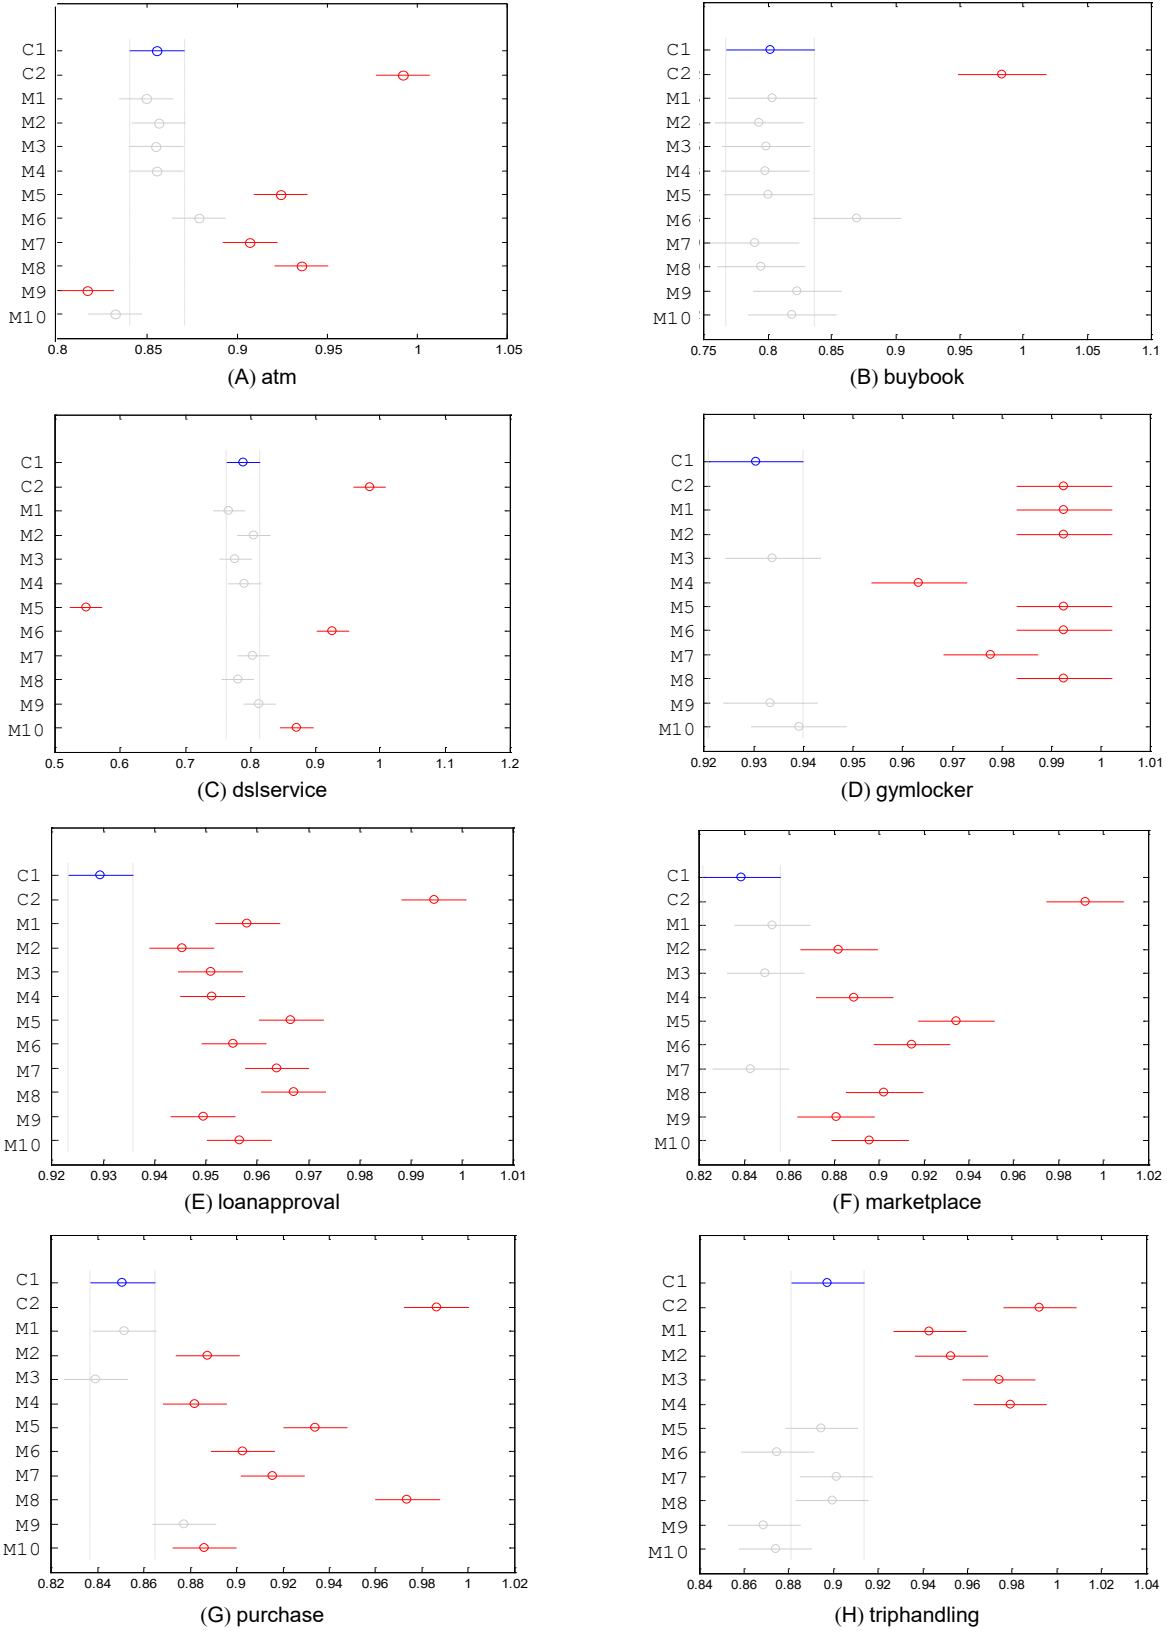 C1
C2
M1
M2
M3
M4
M5
M6
M7
M8
M9
M10
0.8 0.85 0.9 0.95 1 1.05
(A) atm
C1
C2
M1
M2
M3
M4
M5
M6
M7
M8
M9
M10
0.75 0.8 0.85 0.9 0.95 1 1.05 1.1
(B) buybook
C1
C2
M1
M2
M3
M4
M5
M6
M7
M8
M9
M10
0.5 0.6 0.7 0.8 0.9 1 1.1 1.2
(C) dslservice
C1
C2
M1
M2
M3
M4
M5
M6
M7
M8
M9
M10
0.92 0.93 0.94 0.95 0.96 0.97 0.98 0.99 1 1.01
(D) gymlocker
C1
C2
M1
M2
M3
M4
M5
M6
M7
M8
M9
M10
0.92 0.93 0.94 0.95 0.96 0.97 0.98 0.99 1 1.01
(E) loanapproval
C1
C2
M1
M2
M3
M4
M5
M6
M7
M8
M9
M10
0.82 0.84 0.86 0.88 0.9 0.92 0.94 0.96 0.98 1 1.02
(F) marketplace
C1
C2
M1
M2
M3
M4
M5
M6
M7
M8
M9
M10
0.82 0.84 0.86 0.88 0.9 0.92 0.94 0.96 0.98 1 1.02
(G) purchase
C1
C2
M1
M2
M3
M4
M5
M6
M7
M8
M9
M10
0.84 0.86 0.88 0.9 0.92 0.94 0.96 0.98 1 1.02 1.04
(H) triphandling